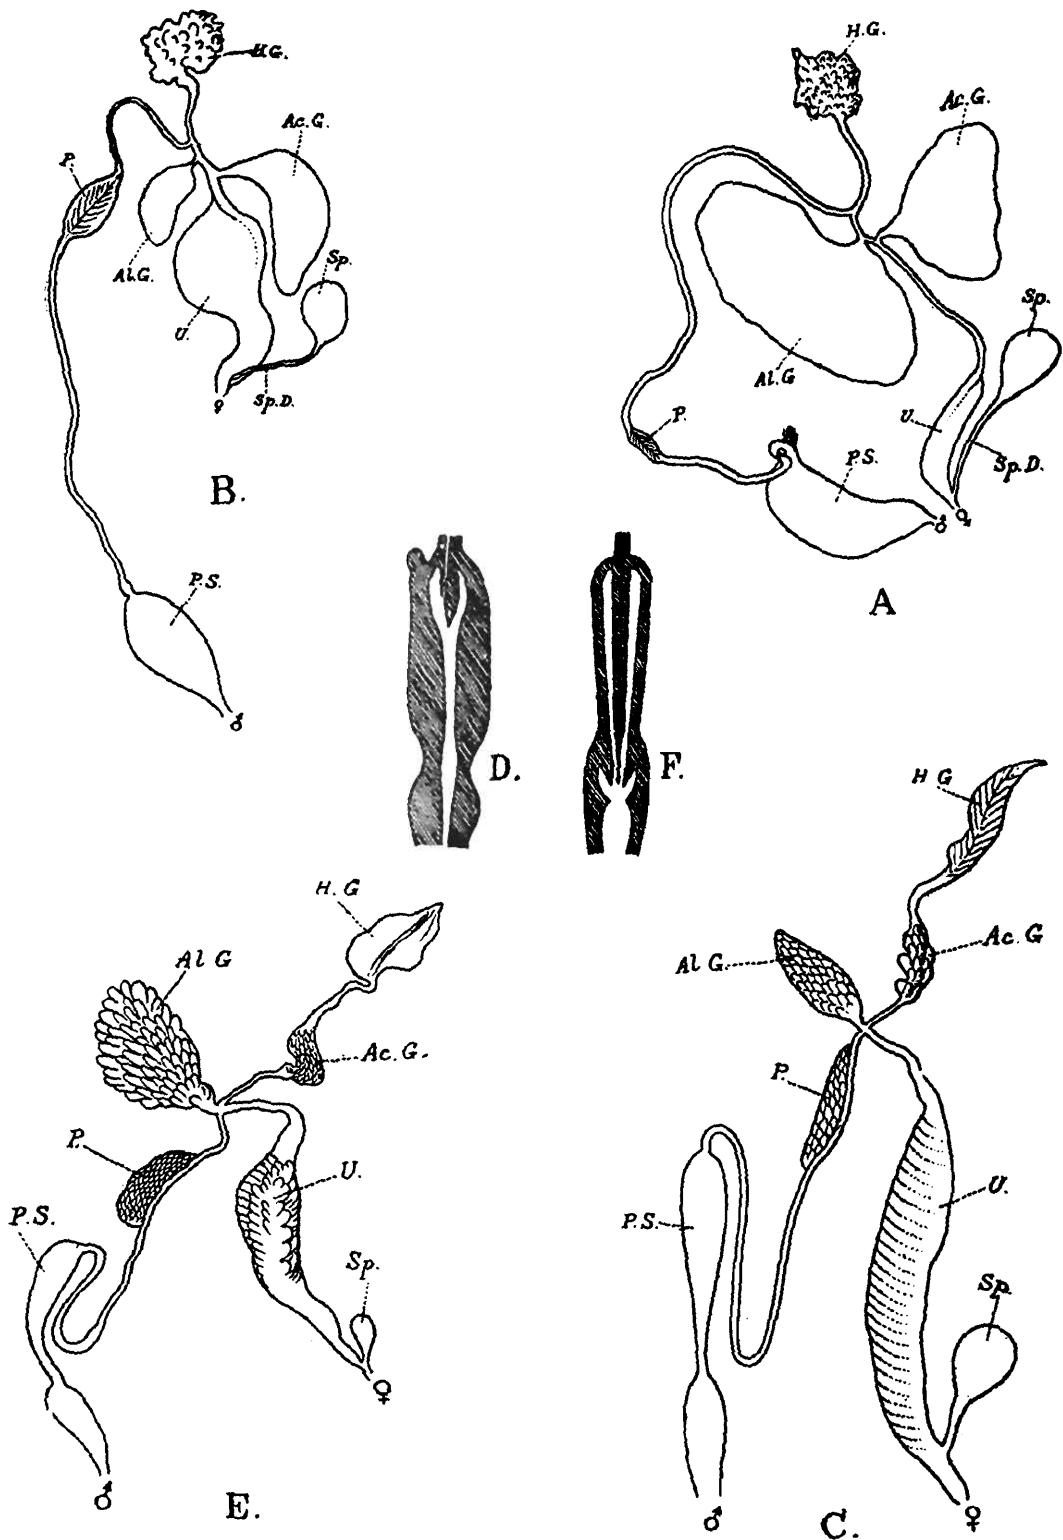 H.G.
Ac.G.
P.
Al.G.
Sp.
U.
Sp.D.
♀
B.
P.S.
♂
H.G.
Ac.G.
Sp.
Al.G
P.
U.
P.S.
Sp.D.
♂ ♀
A
D.
F.
H. G
Al G
Ac. G.
P.
U.
P.S.
Sp.
♀
♂
E.
H G
Ac. G
Al G.
P.
U.
P.S.
Sp.
♂
♀
C.